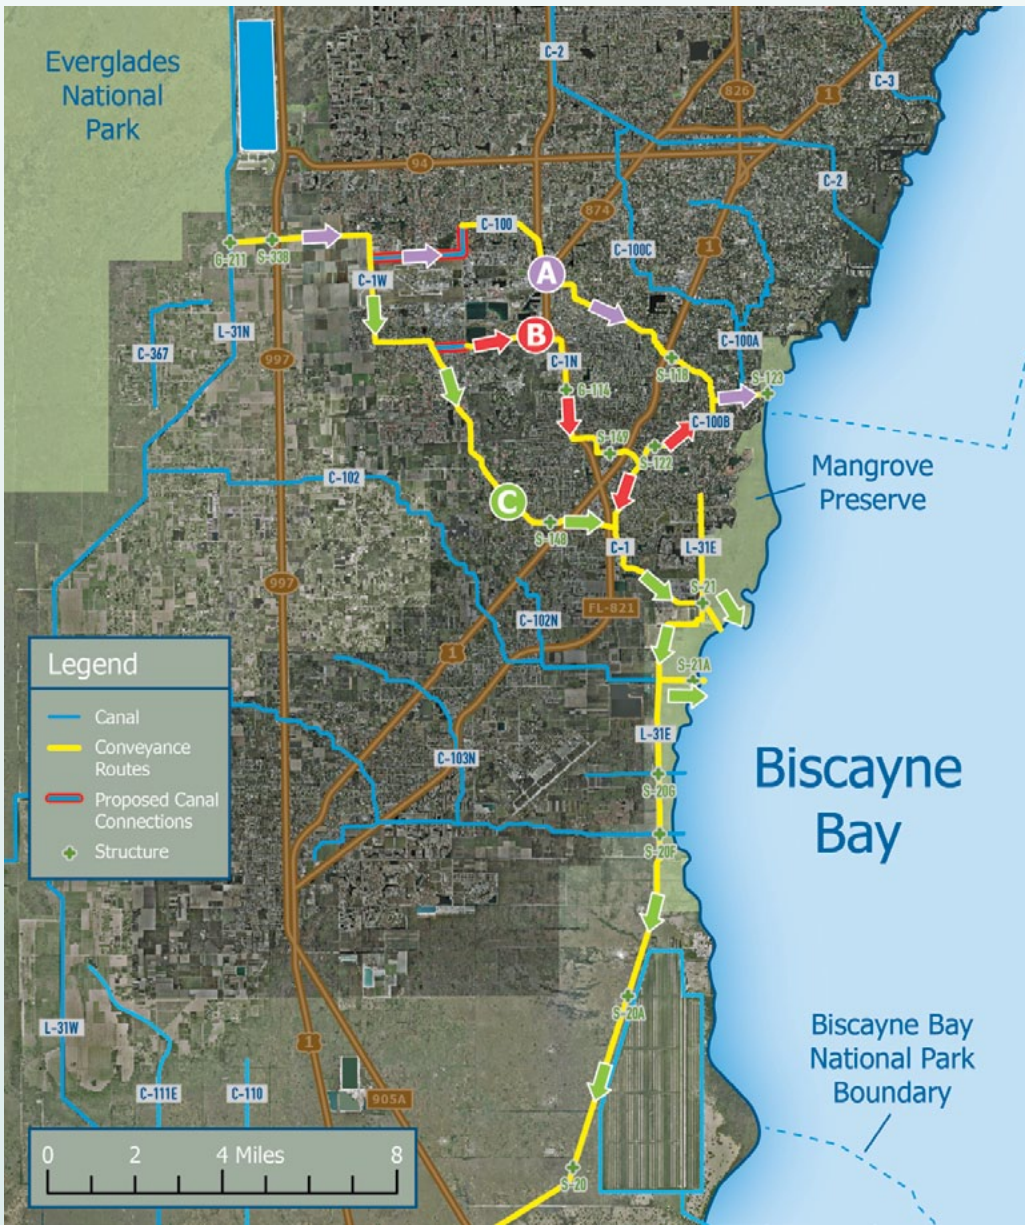 Everglades
National
Park
C-2
826
1
C-3
94
C-2
874
C-100
C-100C
1
G-211
S-338
C-1W
A
L-31N
C-367
997
B
C-1N
C-100A
S-118
S-123
G-114
C-100B
S-149
S-122
Mangrove
Preserve
C-102
C
S-148
C-1
L-31E
997
C-102N
FL-821
S-21
1
S-21A
Legend
Canal
Conveyance
Routes
Proposed Canal
Connections
Structure
L-31E
C-103N
S-20G
S-20F
Biscayne
Bay
S-20A
L-31W
1
Biscayne Bay
National Park
Boundary
C-111E
C-110
905A
0 2 4 Miles 8
S-20